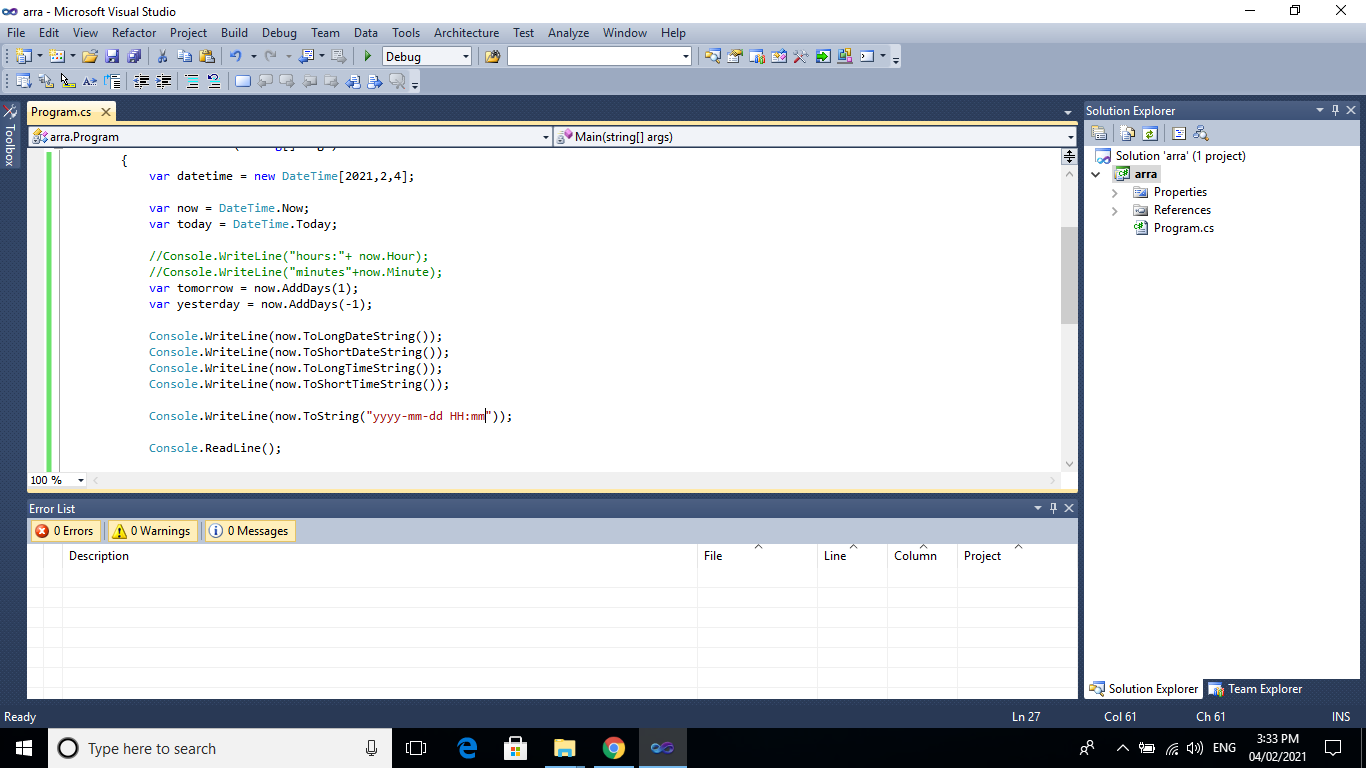 arra - Microsoft Visual Studio
File Edit View Refactor Project Build Debug Team Data Tools Architecture Test Analyze Window Help
Debug
Toolbox
Program.cs
arra.Program
Main(string[] args)
{
var datetime = new DateTime[2021,2,4];
var now = DateTime.Now;
var today = DateTime.Today;
//Console.WriteLine("hours:"+ now.Hour);
//Console.WriteLine("minutes"+now.Minute);
var tomorrow = now.AddDays(1);
var yesterday = now.AddDays(-1);
Console.WriteLine(now.ToLongDateString());
Console.WriteLine(now.ToShortDateString());
Console.WriteLine(now.ToLongTimeString());
Console.WriteLine(now.ToShortTimeString());
Console.WriteLine(now.ToString("yyyy-mm-dd HH:mm"));
Console.ReadLine();
100 %
Solution Explorer
Solution 'arra' (1 project)
arra
Properties
References
Program.cs
Solution Explorer Team Explorer
Error List
0 Errors 0 Warnings 0 Messages
Description File Line Column Project
Ready Ln 27 Col 61 Ch 61 INS
Type here to search
ENG
3:33 PM
04/02/2021